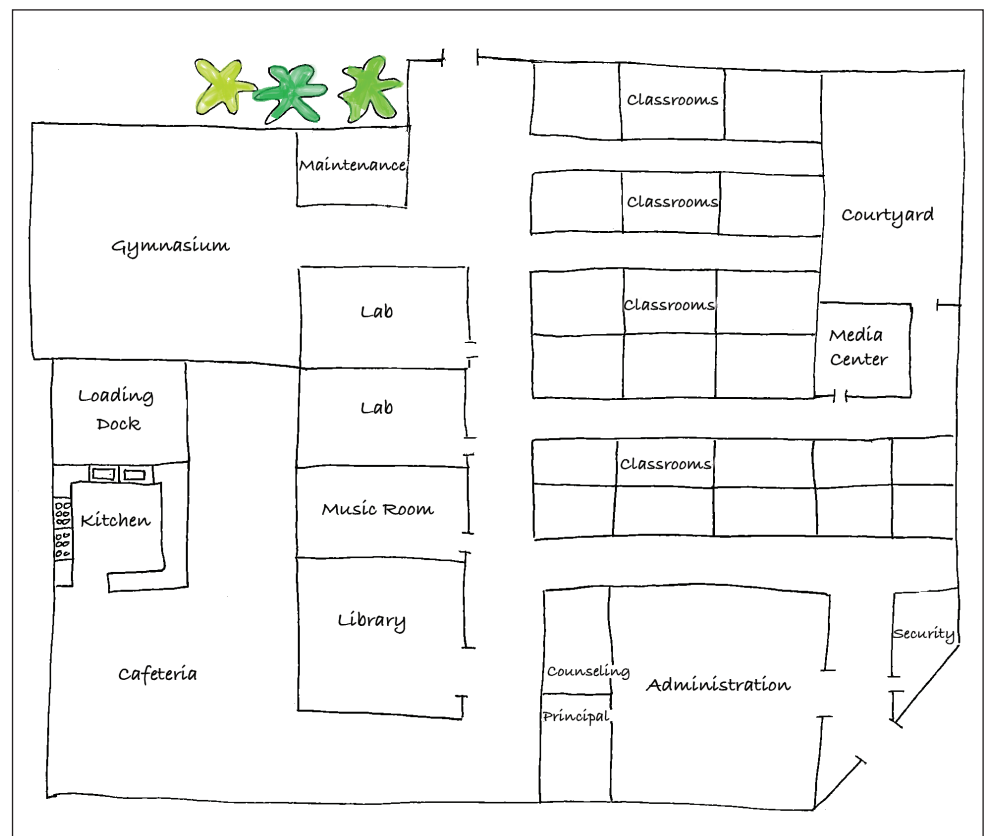 Classrooms
Maintenance
Classrooms
Courtyard
Gymnasium
Classrooms
Lab
Media
Center
Loading
Dock
Lab
Classrooms
Kitchen
Music Room
Library
Security
Cafeteria
Counseling
Administration
Principal